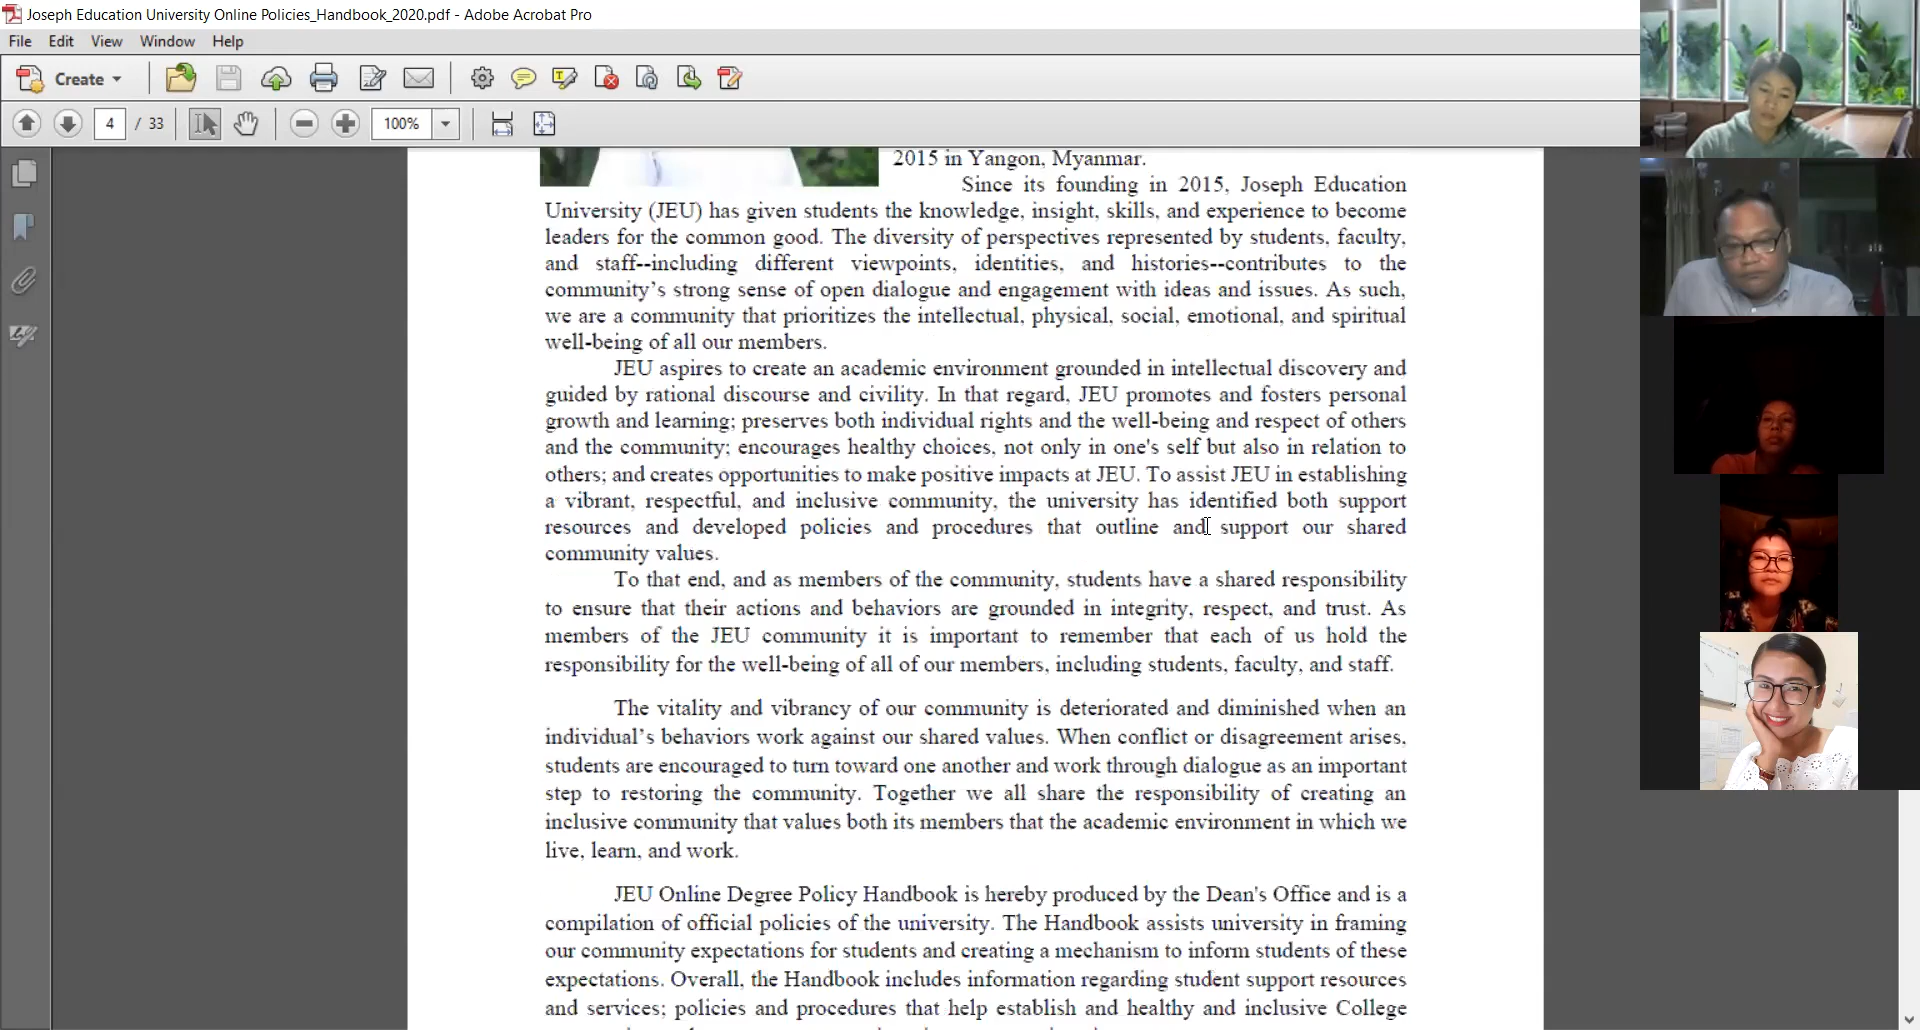 Joseph Education University Online Policies_Handbook_2020.pdf - Adobe Acrobat Pro
File Edit View Window Help
Create
4 / 33 100%
2015 in Yangon, Myanmar.
Since its founding in 2015, Joseph Education
University (JEU) has given students the knowledge, insight, skills, and experience to become
leaders for the common good. The diversity of perspectives represented by students, faculty,
and staff--including different viewpoints, identities, and histories--contributes to the
community's strong sense of open dialogue and engagement with ideas and issues. As such,
we are a community that prioritizes the intellectual, physical, social, emotional, and spiritual
well-being of all our members.
JEU aspires to create an academic environment grounded in intellectual discovery and
guided by rational discourse and civility. In that regard, JEU promotes and fosters personal
growth and learning; preserves both individual rights and the well-being and respect of others
and the community; encourages healthy choices, not only in one's self but also in relation to
others; and creates opportunities to make positive impacts at JEU. To assist JEU in establishing
a vibrant, respectful, and inclusive community, the university has identified both support
resources and developed policies and procedures that outline and support our shared
community values.
To that end, and as members of the community, students have a shared responsibility
to ensure that their actions and behaviors are grounded in integrity, respect, and trust. As
members of the JEU community it is important to remember that each of us hold the
responsibility for the well-being of all of our members, including students, faculty, and staff.
The vitality and vibrancy of our community is deteriorated and diminished when an
individual's behaviors work against our shared values. When conflict or disagreement arises,
students are encouraged to turn toward one another and work through dialogue as an important
step to restoring the community. Together we all share the responsibility of creating an
inclusive community that values both its members that the academic environment in which we
live, learn, and work.
JEU Online Degree Policy Handbook is hereby produced by the Dean's Office and is a
compilation of official policies of the university. The Handbook assists university in framing
our community expectations for students and creating a mechanism to inform students of these
expectations. Overall, the Handbook includes information regarding student support resources
and services; policies and procedures that help establish and healthy and inclusive College